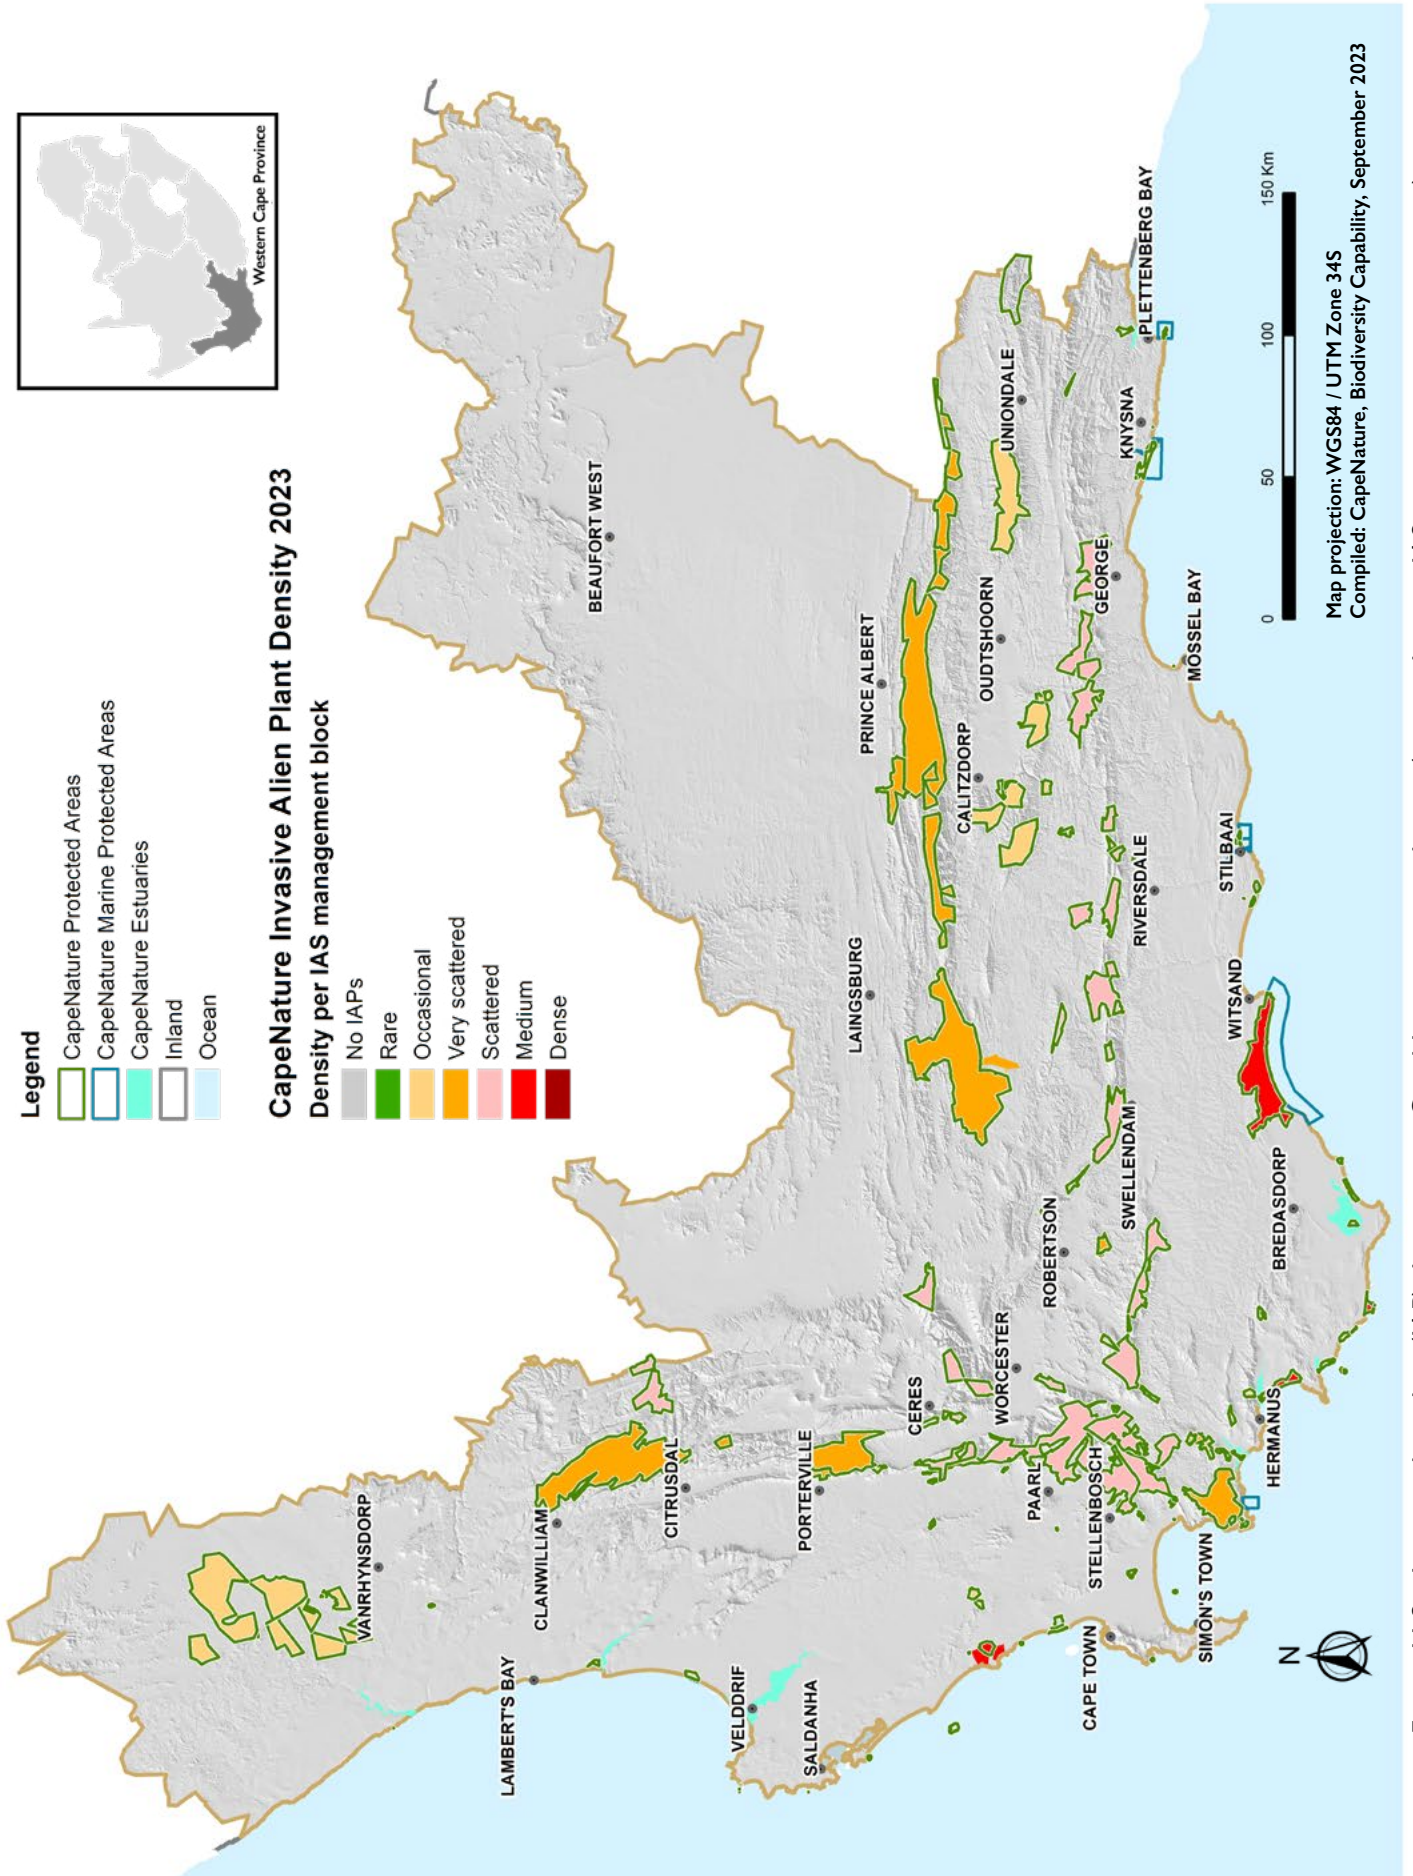 Western Cape Province
Legend
CapeNature Protected Areas
CapeNature Marine Protected Areas
CapeNature Estuaries
Inland
Ocean
CapeNature Invasive Alien Plant Density 2023
Density per IAS management block
No IAPs
Rare
Occasional
Very scattered
Scattered
Medium
Dense
VANRHYNSDORP
LAMBERT'S BAY
CLANWILLIAM
CITRUSDAL
VELDDRIF
SALDANHA
PORTERVILLE
CERES
WORCESTER
PAARL
STELLENBOSCH
CAPE TOWN
SIMON'S TOWN
HERMANUS
ROBERTSON
SWELLENDAM
BREDASDORP
WITSAND
LAINGSBURG
PRINCE ALBERT
BEAUFORT WEST
CALITZDORP
OUDTSHOORN
UNIONDALE
RIVERSDALE
STILBAAI
MOSSEL BAY
GEORGE
KNYSNA
PLETTENBERG BAY
N
0 50 100 150 Km
Map projection: WGS84 / UTM Zone 34S
Compiled: CapeNature, Biodiversity Capability, September 2023